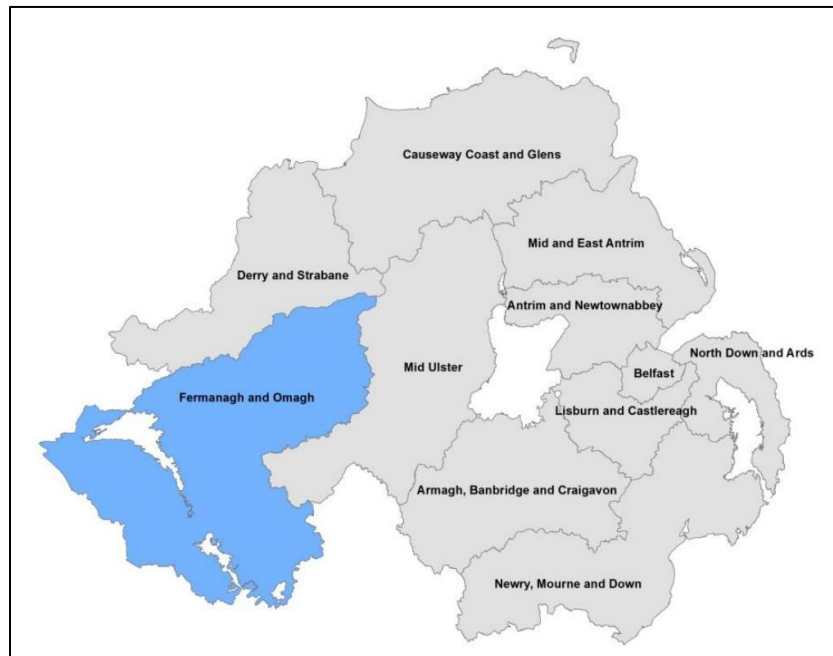 Causeway Coast and Glens
Mid and East Antrim
Derry and Strabane
Antrim and Newtownabbey
North Down and Ards
Mid Ulster
Belfast
Fermanagh and Omagh
Lisburn and Castlereagh
Armagh, Banbridge and Craigavon
Newry, Mourne and Down